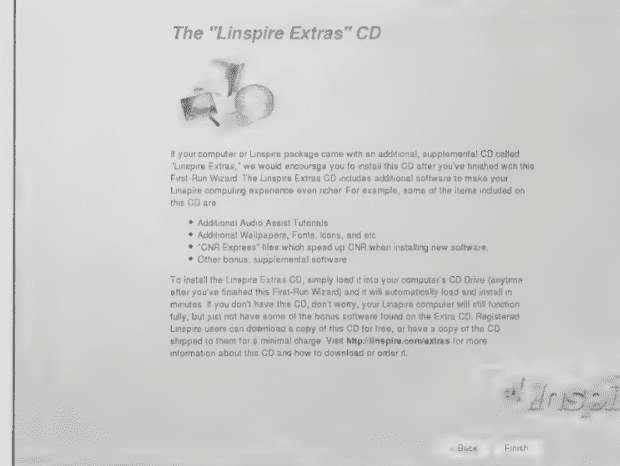 The "Linspire Extras" CD
If your computer or Linspire package came with an additional, supplemental CD called
"Linspire Extras," we would encourage you to install this CD after you've finished with this
First-Run Wizard. The Linspire Extras CD includes additional software to make your
Linspire computing experience even richer. For example, some of the items included on
this CD are
• Additional Audio Assist Tutorials
• Additional Wallpapers, Fonts, Icons, and etc
• "CNR Express" files which speed up CNR when installing new software.
• Other bonus, supplemental software
To install the Linspire Extras CD, simply load it into your computer's CD Drive (anytime
after you've finished this First-Run Wizard) and it will automatically load and install in
minutes. If you don't have this CD, don't worry, your Linspire computer will still function
fully, but just not have some of the bonus software found on the Extra CD. Registered
Linspire users can download a copy of this CD for free, or have a copy of the CD
shipped to them for a minimal charge. Visit http://linspire.com/extras for more
information about this CD and how to download or order it.
linspi
< Back Finish